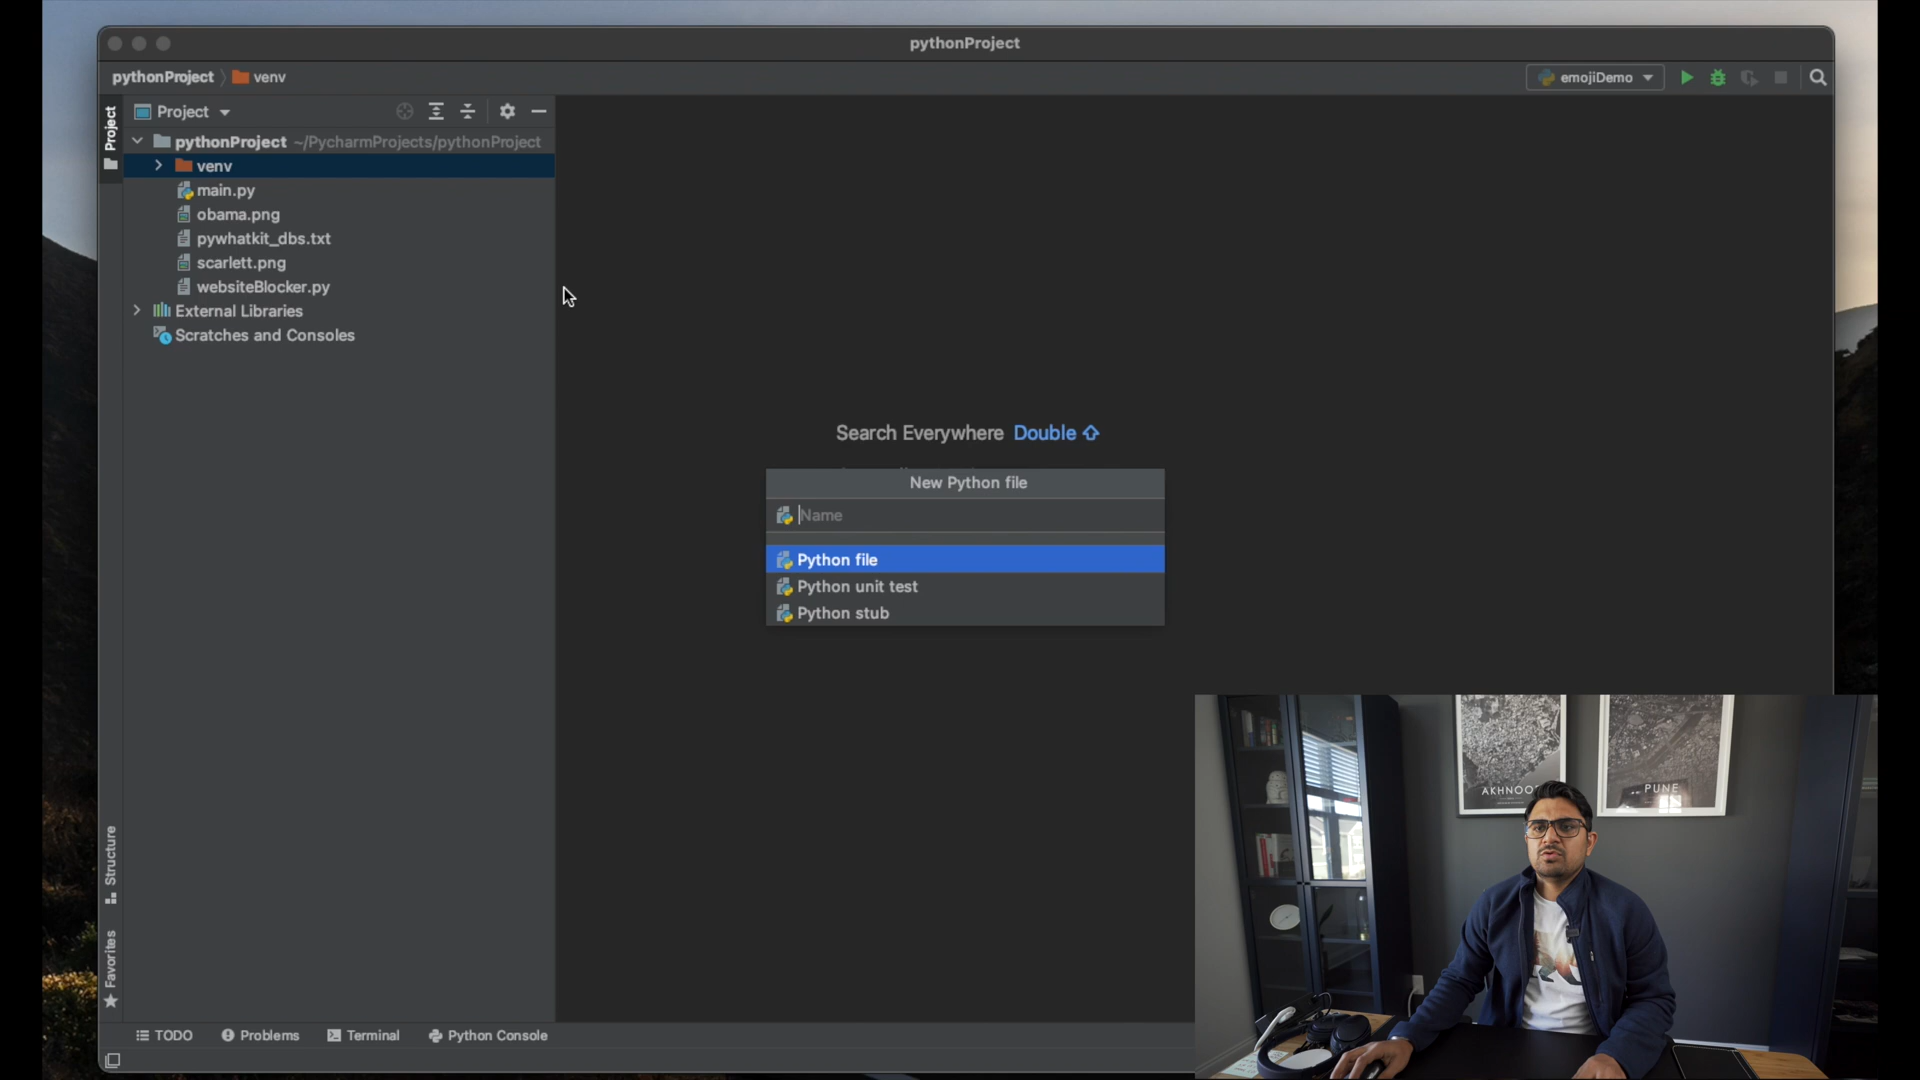 pythonProject
pythonProject
venv
emojiDemo
Project
Project
pythonProject ~/PycharmProjects/pythonProject
venv
main.py
obama.png
pywhatkit_dbs.txt
scarlett.png
websiteBlocker.py
External Libraries
Scratches and Consoles
Search Everywhere Double
New Python file
Name
Python file
Python unit test
Python stub
PUNE
Structure
Favorites
TODO
Problems
Terminal
Python Console